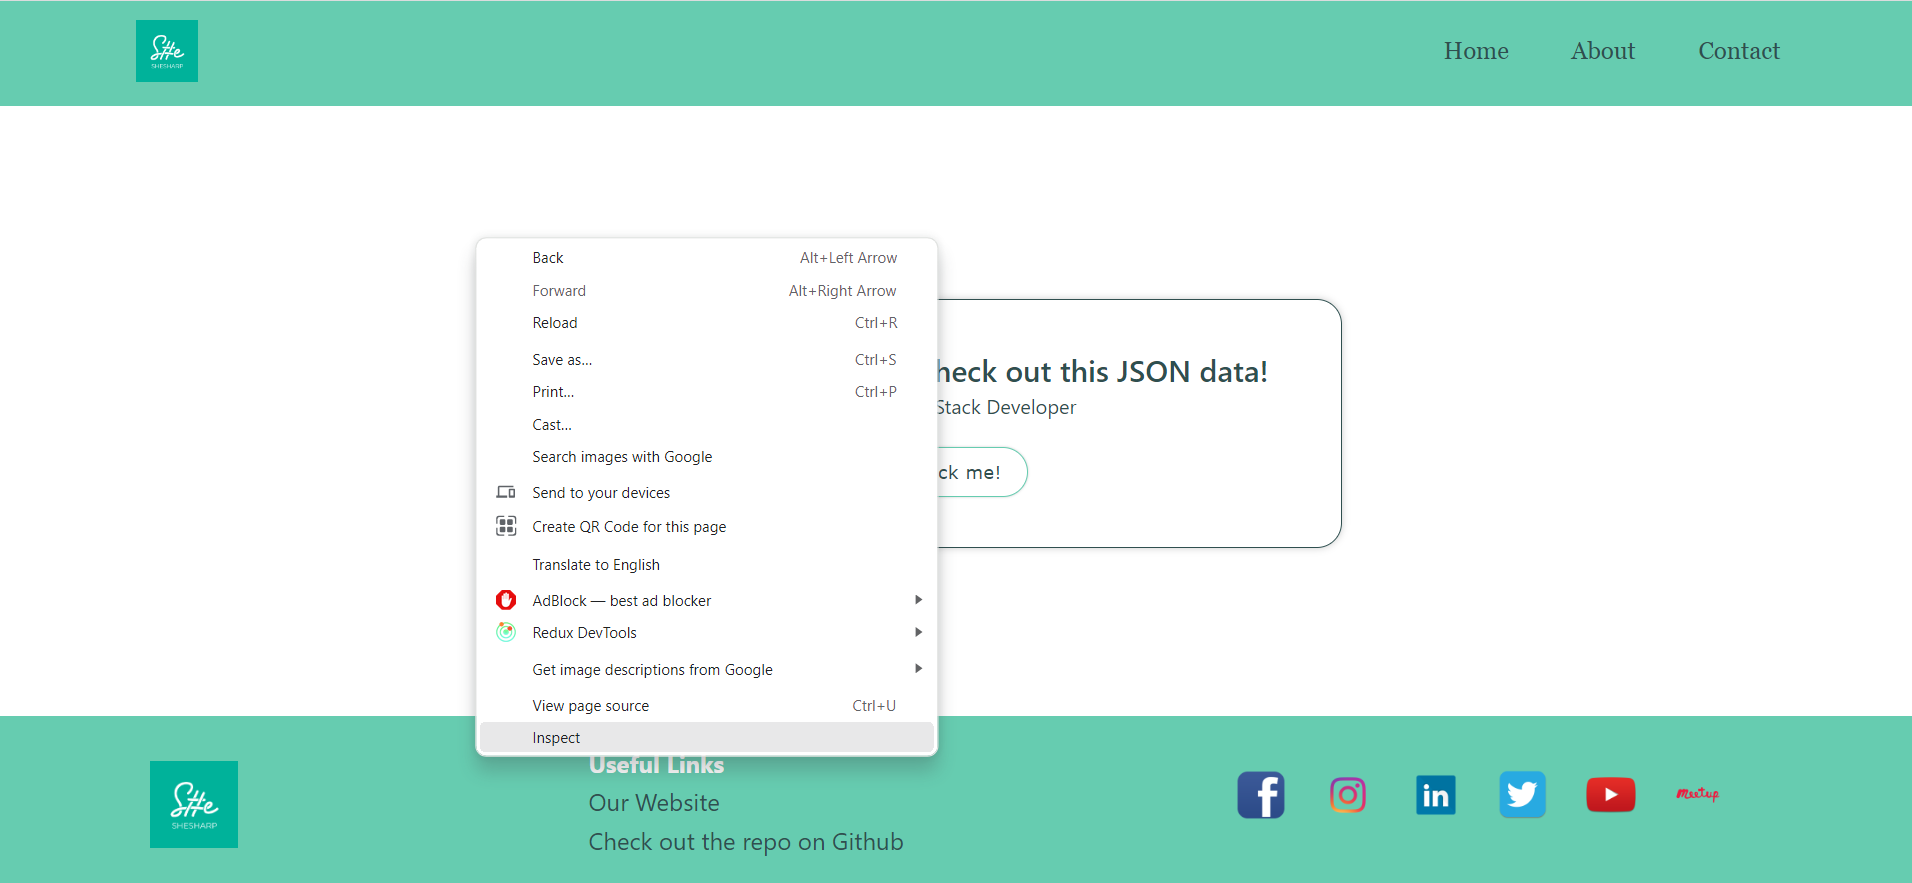 SHe
SHESHARP
Home About Contact
Back Alt+Left Arrow
Forward Alt+Right Arrow
Reload Ctrl+R
Save as... Ctrl+S
Print... Ctrl+P
Cast...
Search images with Google
Send to your devices
Create QR Code for this page
Translate to English
AdBlock — best ad blocker
Redux DevTools
Get image descriptions from Google
View page source Ctrl+U
Inspect
heck out this JSON data!
Stack Developer
ck me!
SHe
SHESHARP
Useful Links
Our Website
Check out the repo on Github
f
in
meetup